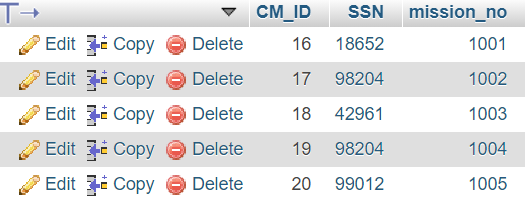 CM_ID SSN mission_no
Edit Copy Delete 16 18652 1001
Edit Copy Delete 17 98204 1002
Edit Copy Delete 18 42961 1003
Edit Copy Delete 19 98204 1004
Edit Copy Delete 20 99012 1005